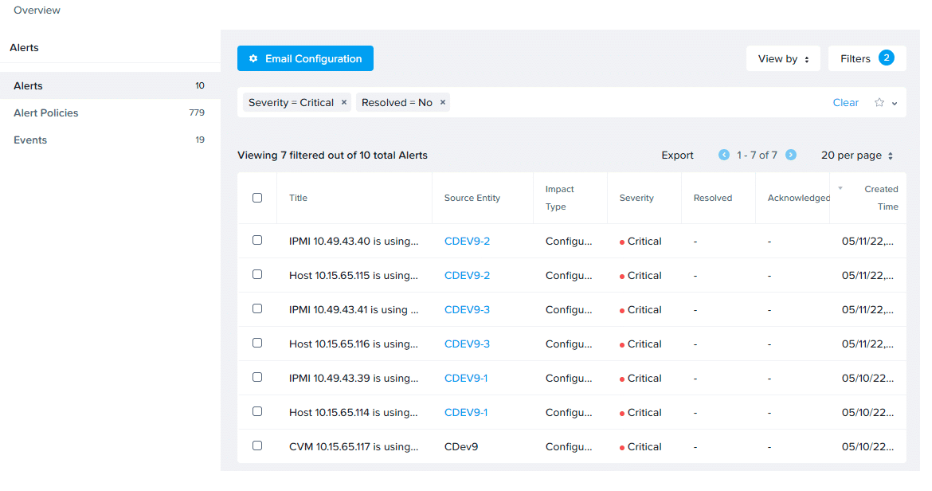 Overview
Alerts
Alerts 10
Alert Policies 779
Events 19
Email Configuration
View by
Filters 2
Severity = Critical × Resolved = No ×
Clear
Viewing 7 filtered out of 10 total Alerts
Export 1 - 7 of 7 20 per page
Title Source Entity Impact Type Severity Resolved Acknowledged Created Time
IPMI 10.49.43.40 is using... CDEV9-2 Configu... Critical - - 05/11/22,...
Host 10.15.65.115 is using... CDEV9-2 Configu... Critical - - 05/11/22,...
IPMI 10.49.43.41 is using ... CDEV9-3 Configu... Critical - - 05/11/22,...
Host 10.15.65.116 is using... CDEV9-3 Configu... Critical - - 05/11/22,...
IPMI 10.49.43.39 is using... CDEV9-1 Configu... Critical - - 05/10/22...
Host 10.15.65.114 is using... CDEV9-1 Configu... Critical - - 05/10/22...
CVM 10.15.65.117 is using... CDev9 Configu... Critical - - 05/10/22...